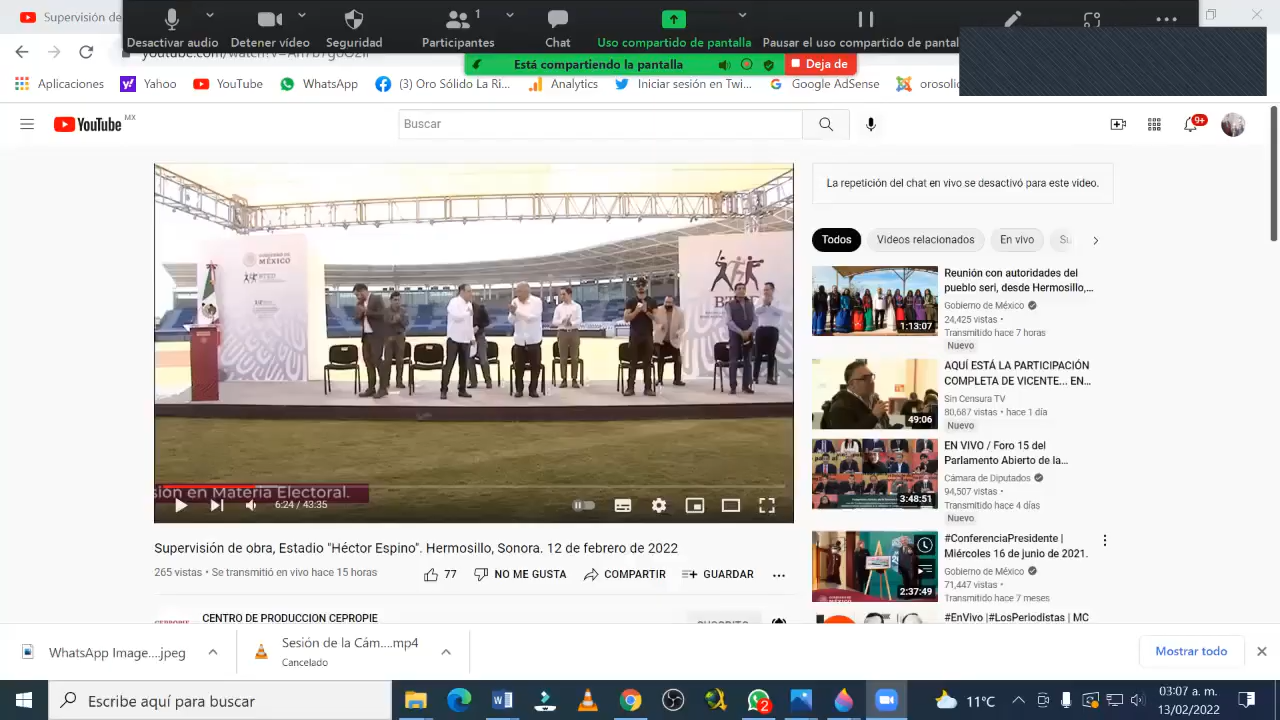 Supervisión de
1
Desactivar audio
Detener vídeo
Seguridad
Participantes
Chat
Uso compartido de pantalla
Pausar el uso compartido de pantal
Está compartiendo la pantalla
Deja de
Aplicaciones
Yahoo
YouTube
WhatsApp
(3) Oro Sólido La Ri...
Analytics
Iniciar sesión en Twi...
Google AdSense
orosoli
YouTube MX
Buscar
9+
La repetición del chat en vivo se desactivó para este video.
Todos
Videos relacionados
En vivo
Su
GOBIERNO DE
MÉXICO
sión en Materia Electoral.
6:24 / 43:35
Supervisión de obra, Estadio "Héctor Espino". Hermosillo, Sonora. 12 de febrero de 2022
265 vistas • Se transmitió en vivo hace 15 horas
77
NO ME GUSTA
COMPARTIR
GUARDAR
CENTRO DE PRODUCCION CEPROPIE
SUSCRITO
Reunión con autoridades del
pueblo seri, desde Hermosillo,...
Gobierno de México
24,425 vistas •
Transmitido hace 7 horas
Nuevo
1:13:07
AQUÍ ESTÁ LA PARTICIPACIÓN
COMPLETA DE VICENTE... EN...
Sin Censura TV
80,687 vistas • hace 1 día
Nuevo
49:06
EN VIVO / Foro 15 del
Parlamento Abierto de la...
Cámara de Diputados
94,507 vistas •
Transmitido hace 4 días
Nuevo
3:48:51
#ConferenciaPresidente |
Miércoles 16 de junio de 2021.
Gobierno de México
71,447 vistas •
Transmitido hace 7 meses
2:37:49
#EnVivo |#LosPeriodistas | MC
WhatsApp Image....jpeg
Sesión de la Cám....mp4
Cancelado
Mostrar todo
Escribe aquí para buscar
2
11°C
03:07 a. m.
13/02/2022